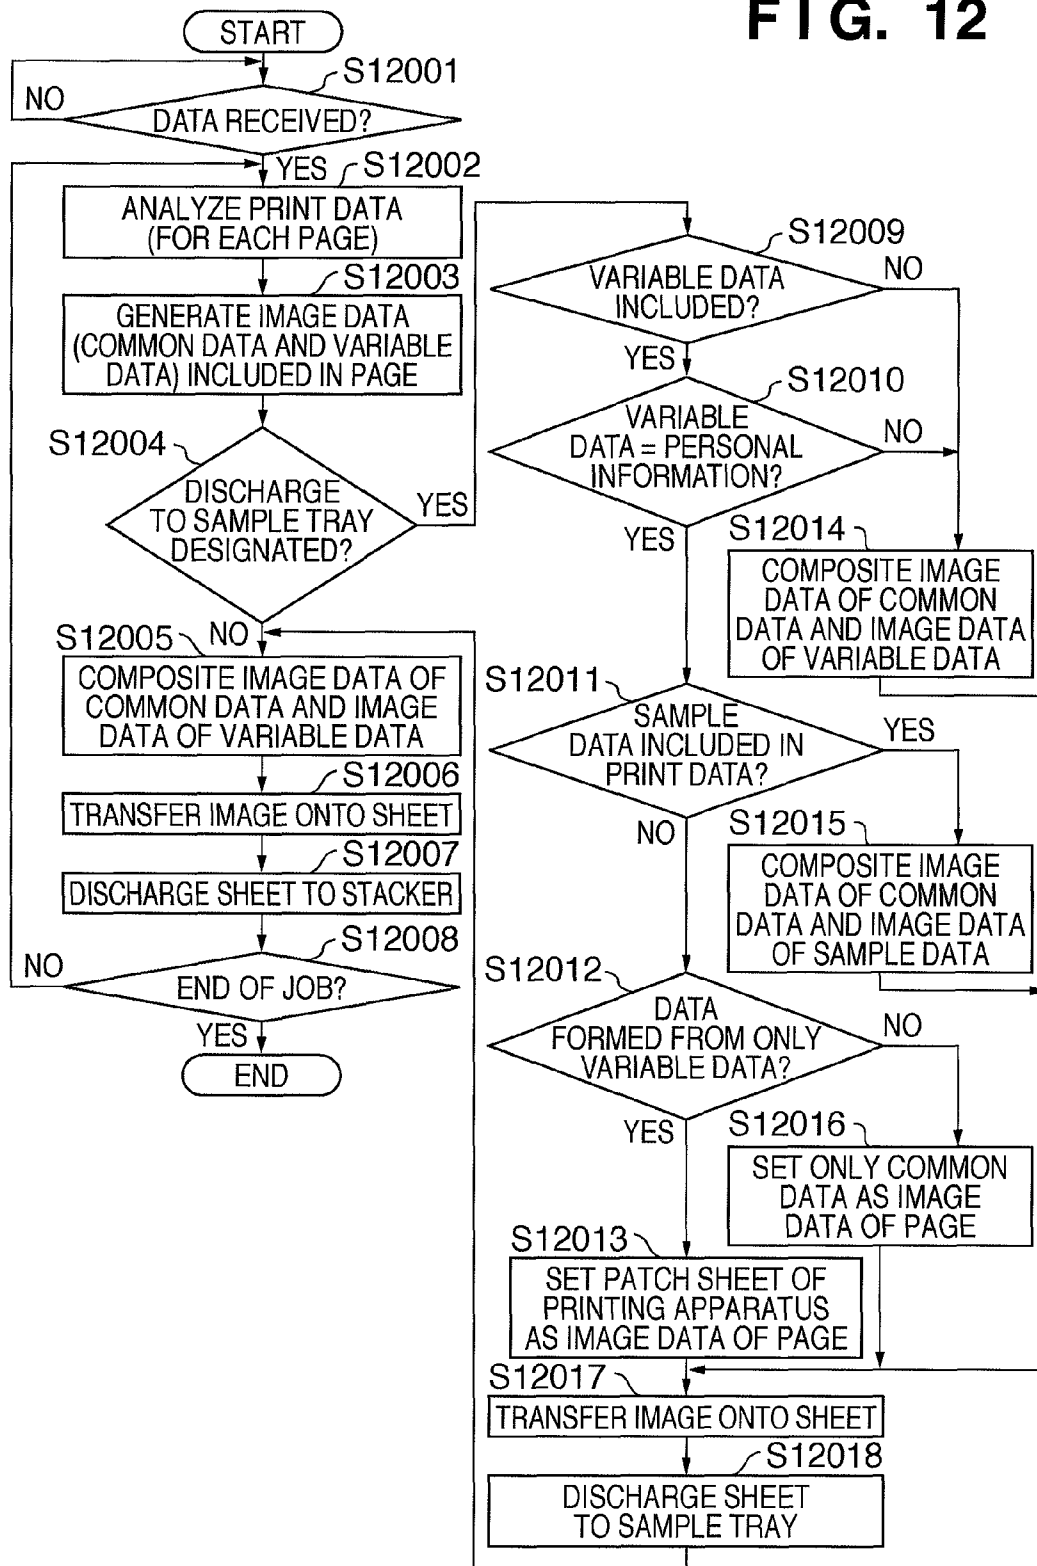 FIG. 12
START
S12001
NO
DATA RECEIVED?
YES
S12002
ANALYZE PRINT DATA
(FOR EACH PAGE)
S12003
GENERATE IMAGE DATA
(COMMON DATA AND VARIABLE
DATA) INCLUDED IN PAGE
S12004
DISCHARGE
TO SAMPLE TRAY
DESIGNATED?
YES
NO
S12005
COMPOSITE IMAGE DATA OF
COMMON DATA AND IMAGE
DATA OF VARIABLE DATA
S12006
TRANSFER IMAGE ONTO SHEET
S12007
DISCHARGE SHEET TO STACKER
S12008
NO
END OF JOB?
YES
END
S12009
VARIABLE DATA
INCLUDED?
NO
YES
S12010
VARIABLE
DATA = PERSONAL
INFORMATION?
NO
YES
S12014
COMPOSITE IMAGE
DATA OF COMMON
DATA AND IMAGE DATA
OF VARIABLE DATA
S12011
SAMPLE
DATA INCLUDED IN
PRINT DATA?
YES
NO
S12015
COMPOSITE IMAGE
DATA OF COMMON
DATA AND IMAGE DATA
OF SAMPLE DATA
S12012
DATA
FORMED FROM ONLY
VARIABLE DATA?
NO
YES
S12016
SET ONLY COMMON
DATA AS IMAGE
DATA OF PAGE
S12013
SET PATCH SHEET OF
PRINTING APPARATUS
AS IMAGE DATA OF PAGE
S12017
TRANSFER IMAGE ONTO SHEET
S12018
DISCHARGE SHEET
TO SAMPLE TRAY